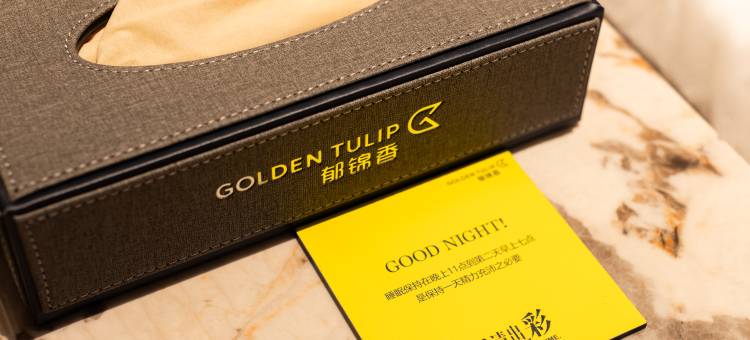 GOLDEN TULIP
郁锦香
GOLDEN TULIP
郁锦香
GOOD NIGHT!
睡眠保持在晚上11点到第二天早上七点
是保持一天精力充沛之必要
彩